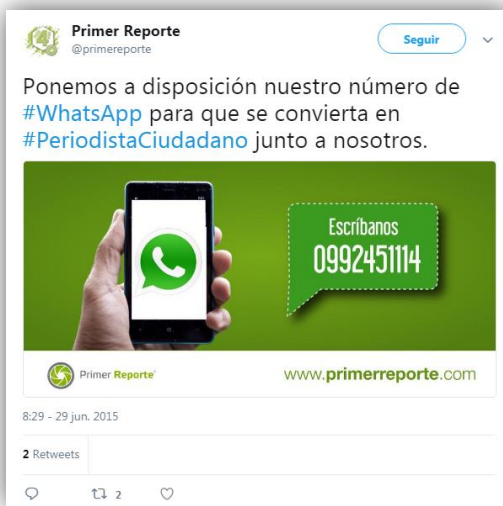 Primer Reporte
@primereporte
Seguir
Ponemos a disposición nuestro número de
#WhatsApp para que se convierta en
#PeriodistaCiudadano junto a nosotros.
Escríbanos
0992451114
Primer Reporte
www.primerreporte.com
8:29 - 29 jun. 2015
2 Retweets
2